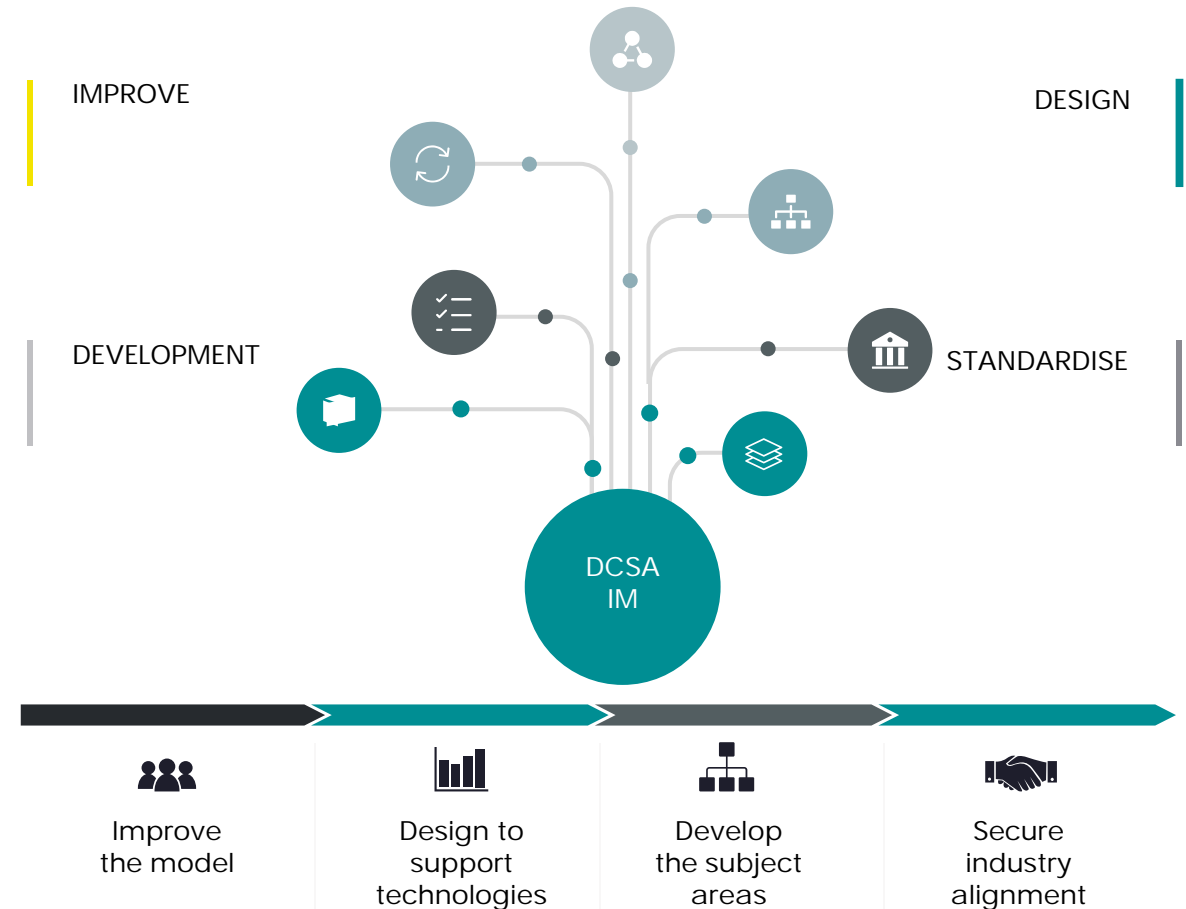 IMPROVE
DESIGN
DEVELOPMENT
STANDARDISE
DCSA
IM
Improve
the model
Design to
support
technologies
Develop
the subject
areas
Secure
industry
alignment